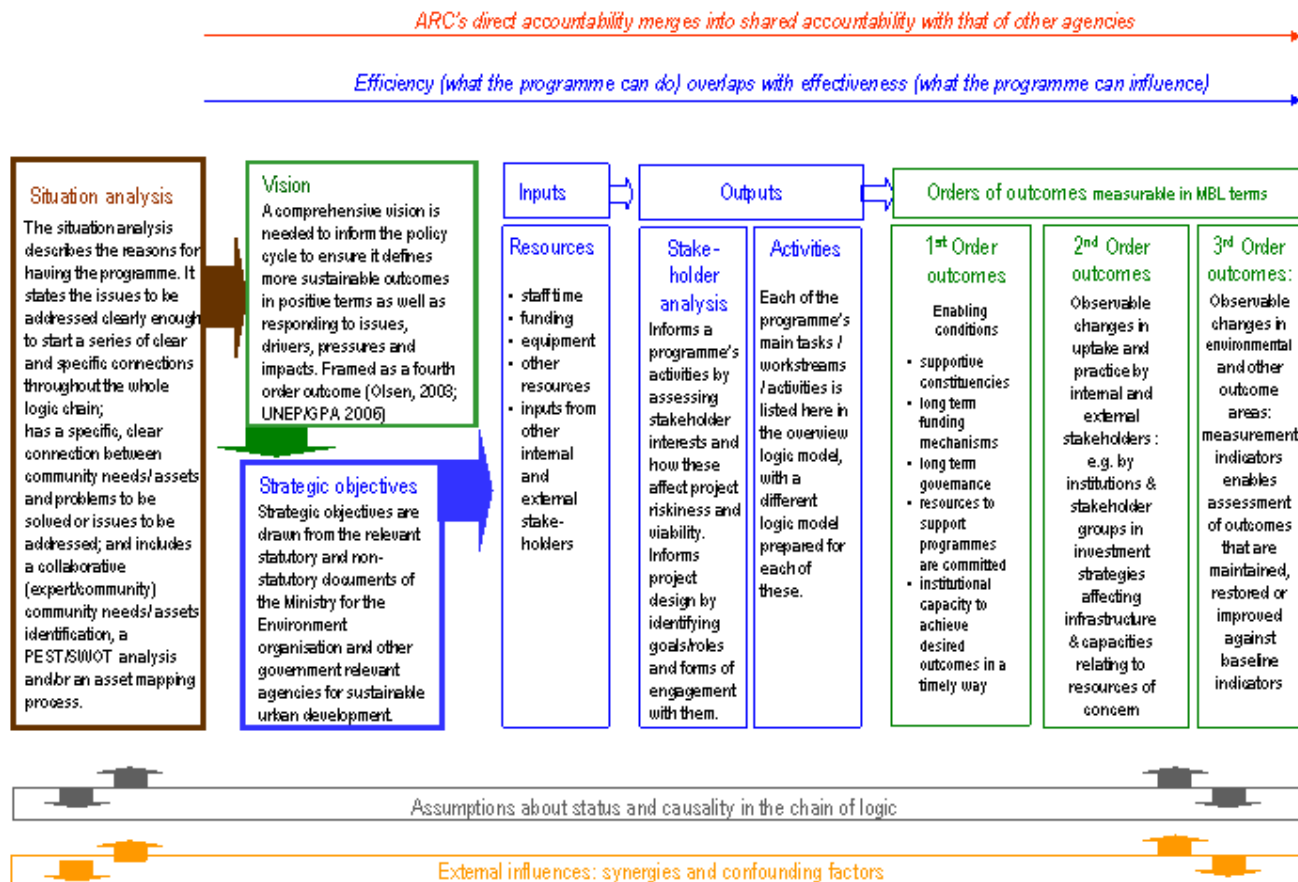 ARC's direct accountability merges into shared accountability with that of other agencies
Efficiency (what the programme can do) overlaps with effectiveness (what the programme can influence)
Situation analysis
The situation analysis
describes the reasons for
having the programme. It
states the issues to be
addressed clearly enough
to start a series of clear
and specific connections
throughout the whole
logic chain;
has a specific, clear
connection between
community needs/ assets
and problems to be
solved or issues to be
addressed; and includes
a collaborative
(expert/community)
community needs/ assets
identification, a
PEST/SWOT analysis
and/or an asset mapping
process.
Vision
A comprehensive vision is
needed to inform the policy
cycle to ensure it defines
more sustainable outcomes
in positive terms as well as
responding to issues,
drivers, pressures and
impacts. Framed as a fourth
order outcome (Olsen, 2003;
UNEP/GPA 2006)
Strategic objectives
Strategic objectives are
drawn from the relevant
statutory and non-
statutory documents of
the Ministry for the
Environment
organisation and other
government relevant
agencies for sustainable
urban development.
Inputs
Resources
• staff time
• funding
• equipment
• other
resources
• inputs from
other
internal
and
external
stake-
holders
Outputs
Stake-
holder
analysis
Informs a
programme's
activities by
assessing
stakeholder
interests and
how these
affect project
riskiness and
viability.
Informs
project
design by
identifying
goals/roles
and forms of
engagement
with them.
Activities
Each of the
programme's
main tasks /
workstreams
/ activities is
listed here in
the overview
logic model,
with a
different
logic model
prepared for
each of
these.
Orders of outcomes measurable in MBL terms
1st Order
outcomes
Enabling
conditions
• supportive
constituencies
• long term
funding
mechanisms
• long term
governance
• resources to
support
programmes
are committed
• institutional
capacity to
achieve
desired
outcomes in a
timely way
2nd Order
outcomes
Observable
changes in
uptake and
practice by
internal and
external
stakeholders :
e.g. by
institutions &
stakeholder
groups in
investment
strategies
affecting
infrastructure
& capacities
relating to
resources of
concern
3rd Order
outcomes:
Observable
changes in
environmental
and other
outcome
areas:
measurement
indicators
enables
assessment
of outcomes
that are
maintained,
restored or
improved
against
baseline
indicators
Assumptions about status and causality in the chain of logic
External influences: synergies and confounding factors